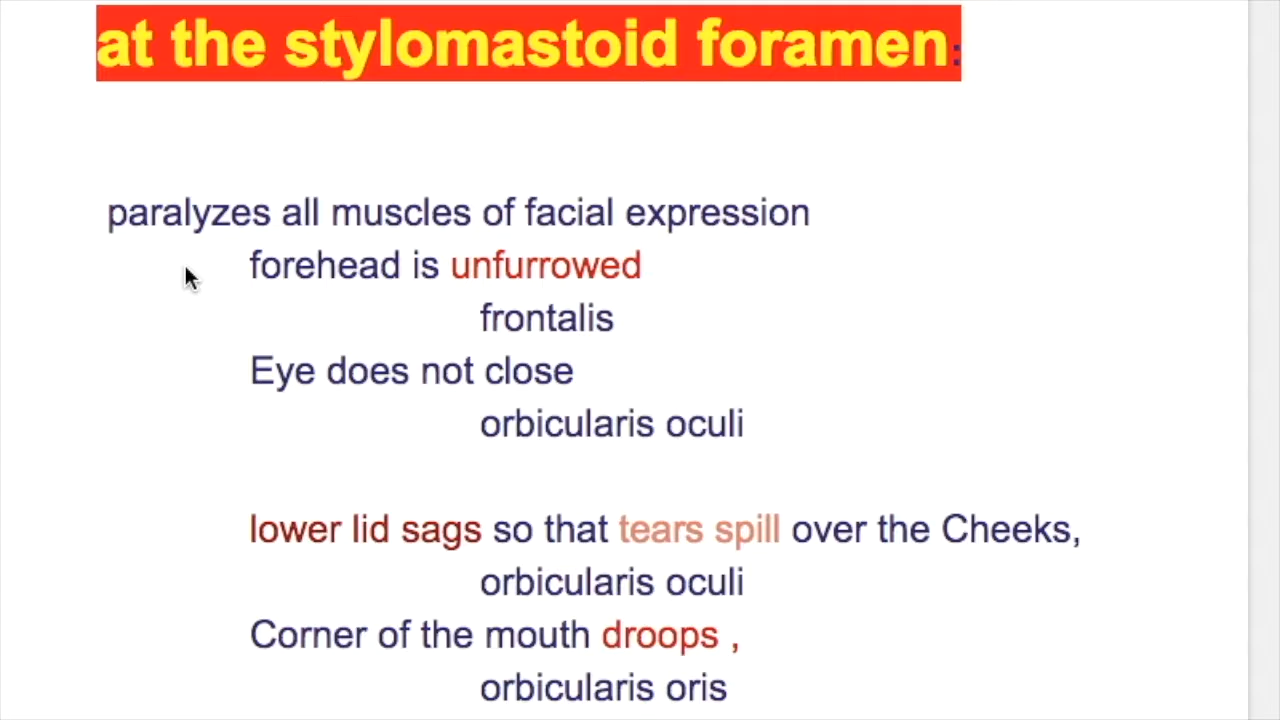 at the stylomastoid foramen:
paralyzes all muscles of facial expression
forehead is unfurrowed
frontalis
Eye does not close
orbicularis oculi
lower lid sags so that tears spill over the Cheeks,
orbicularis oculi
Corner of the mouth droops ,
orbicularis oris